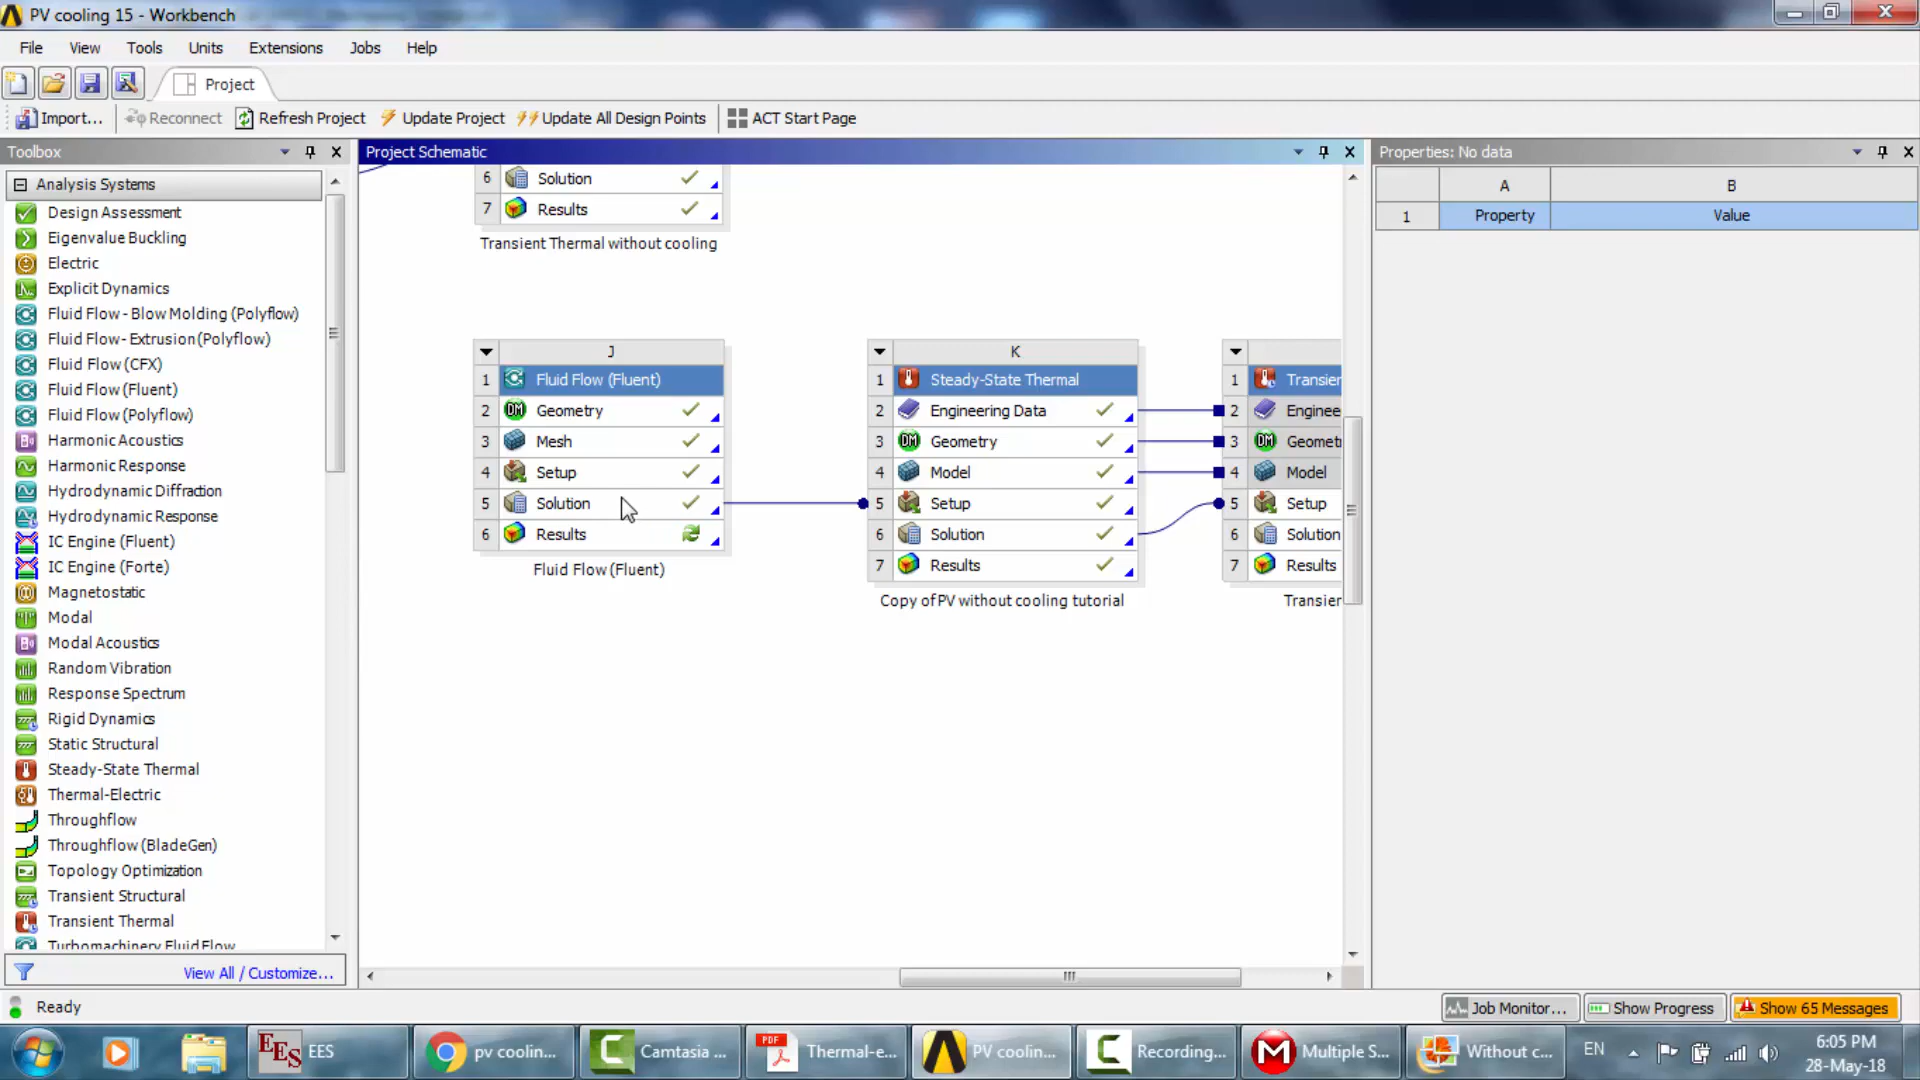 PV cooling 15 - Workbench
File View Tools Units Extensions Jobs Help
Project
Import... Reconnect Refresh Project Update Project Update All Design Points ACT Start Page
Toolbox
Analysis Systems
Design Assessment
Eigenvalue Buckling
Electric
Explicit Dynamics
Fluid Flow - Blow Molding (Polyflow)
Fluid Flow - Extrusion (Polyflow)
Fluid Flow (CFX)
Fluid Flow (Fluent)
Fluid Flow (Polyflow)
Harmonic Acoustics
Harmonic Response
Hydrodynamic Diffraction
Hydrodynamic Response
IC Engine (Fluent)
IC Engine (Forte)
Magnetostatic
Modal
Modal Acoustics
Random Vibration
Response Spectrum
Rigid Dynamics
Static Structural
Steady-State Thermal
Thermal-Electric
Throughflow
Throughflow (BladeGen)
Topology Optimization
Transient Structural
Transient Thermal
Turbomachinery Fluid Flow
View All / Customize...
Project Schematic
6 Solution
7 Results
Transient Thermal without cooling
J
1 Fluid Flow (Fluent)
2 Geometry
3 Mesh
4 Setup
5 Solution
6 Results
Fluid Flow (Fluent)
K
1 Steady-State Thermal
2 Engineering Data
3 Geometry
4 Model
5 Setup
6 Solution
7 Results
Copy of PV without cooling tutorial
1 Transien
2 Enginee
3 Geometr
4 Model
5 Setup
6 Solution
7 Results
Transien
Properties: No data
A B
1 Property Value
Ready
Job Monitor... Show Progress Show 65 Messages
EES EES pv coolin... C Camtasia ... PDF Thermal-e... PV coolin... C Recording... M Multiple S... Without c... EN 6:05 PM
28-May-18